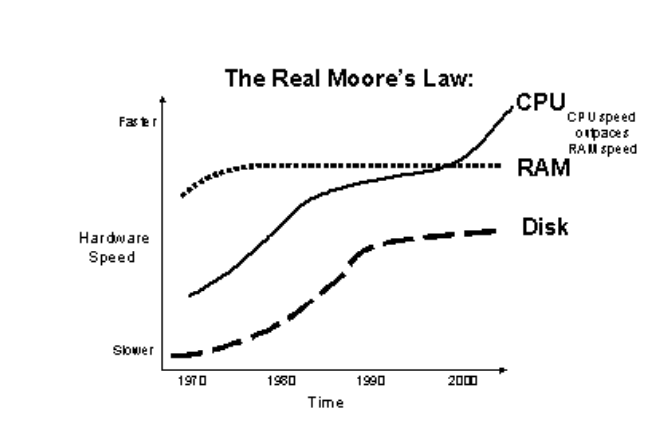 The Real Moore's Law:
CPU
Faster
CPU speed
outpaces
RAM speed
RAM
Disk
Hardware
Speed
Slower
1970 1980 1990 2000
Time